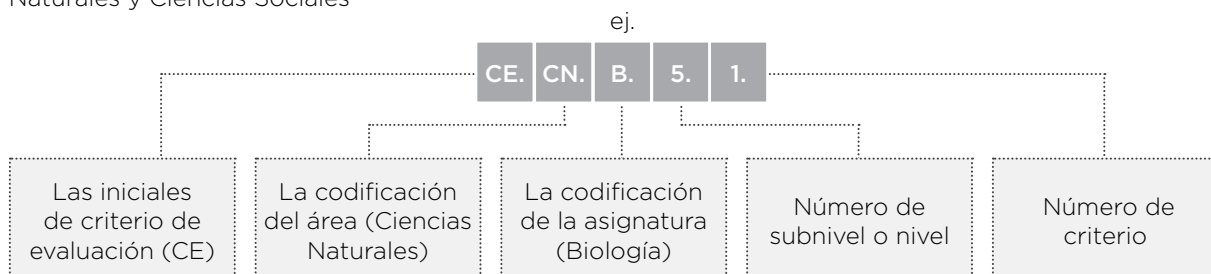 Naturales y Ciencias Sociales
ej.
CE. CN. B. 5. 1.
Las iniciales
de criterio de
evaluación (CE)
La codificación
del área (Ciencias
Naturales)
La codificación
de la asignatura
(Biología)
Número de
subnivel o nivel
Número de
criterio